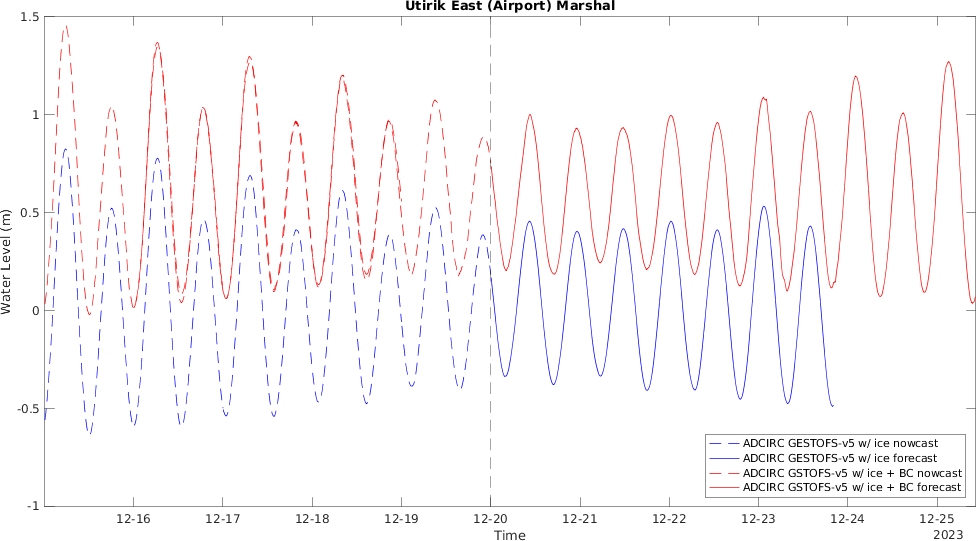 Utirik East (Airport) Marshal
1.5
1
0.5
0
-0.5
-1
Water Level (m)
12-16 12-17 12-18 12-19 12-20 12-21 12-22 12-23 12-24 12-25
Time
2023
ADCIRC GESTOFS-v5 w/ ice nowcast
ADCIRC GESTOFS-v5 w/ ice forecast
ADCIRC GSTOFS-v5 w/ ice + BC nowcast
ADCIRC GSTOFS-v5 w/ ice + BC forecast